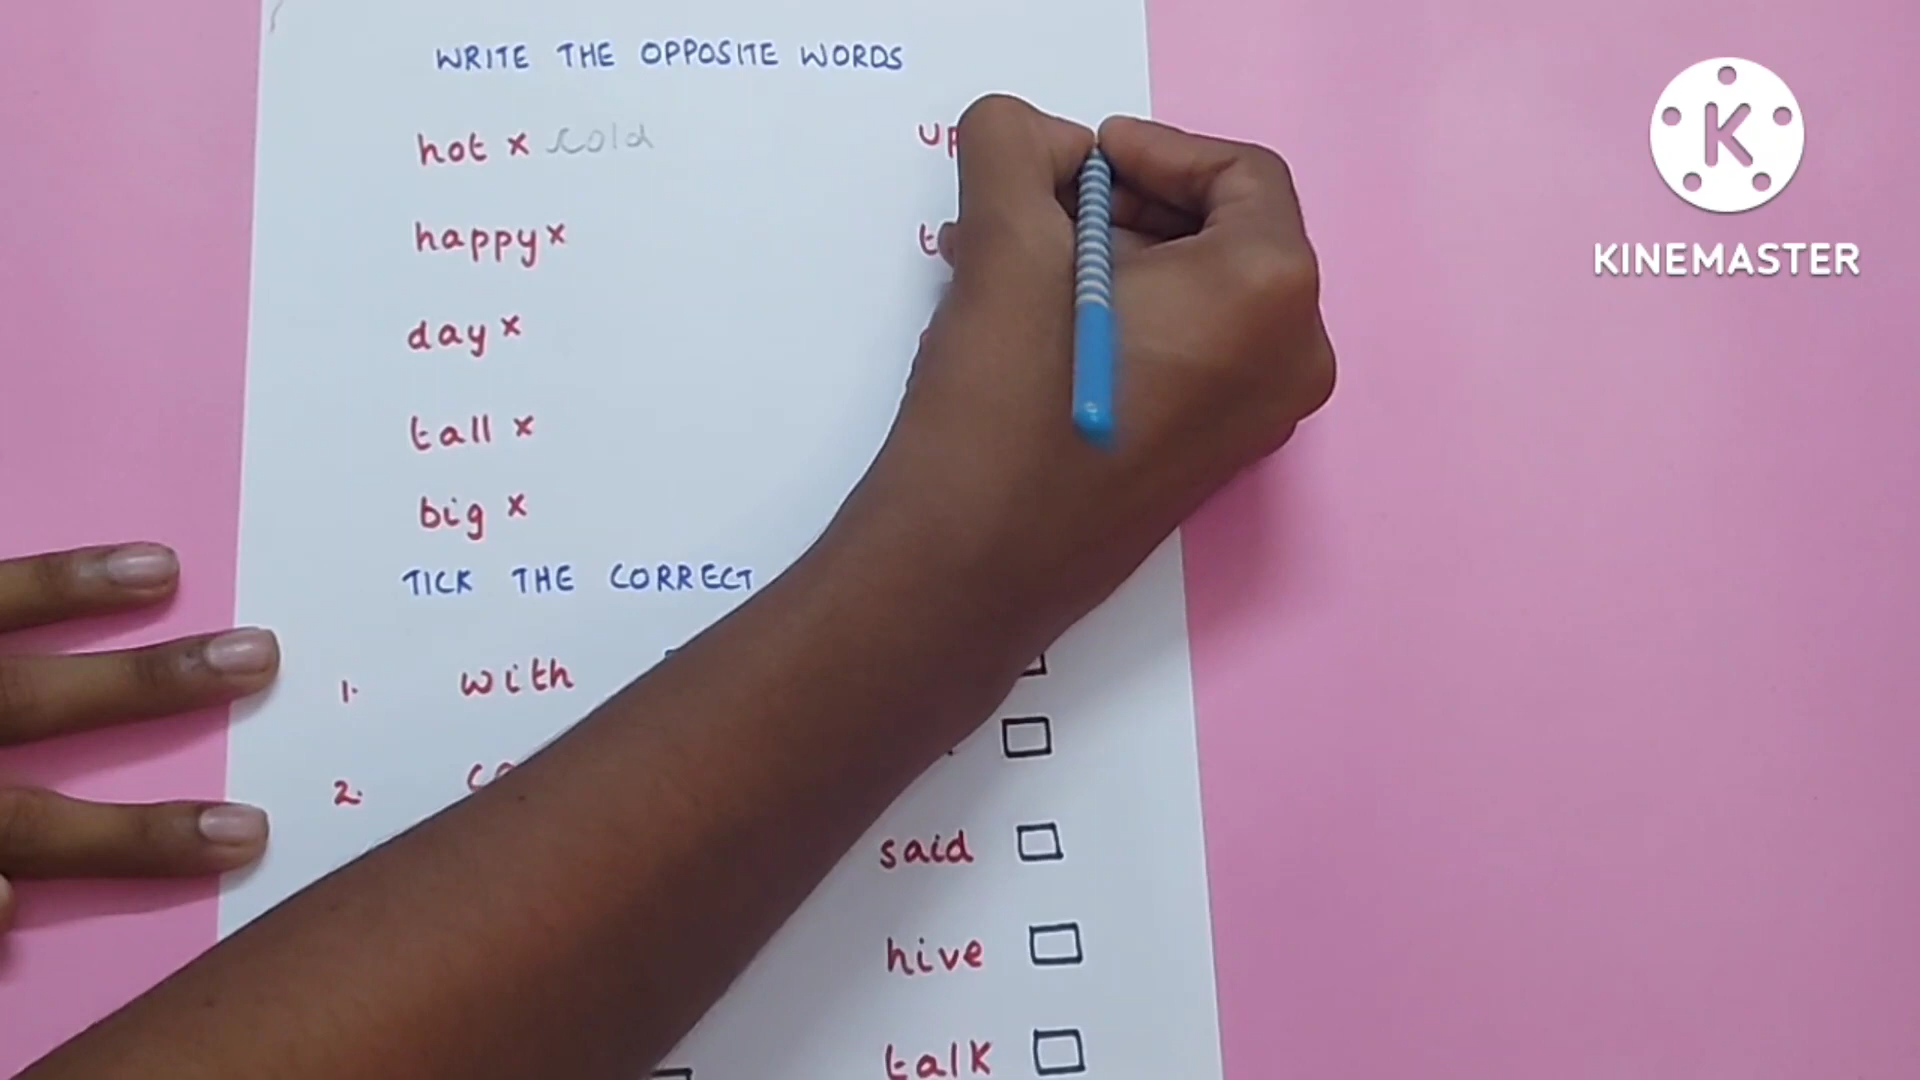 WRITE THE OPPOSITE WORDS
hot × cold up
happy ×
day ×
tall ×
big ×
TICK THE CORRECT
1. with
2.
said
hive
talk
KINEMASTER